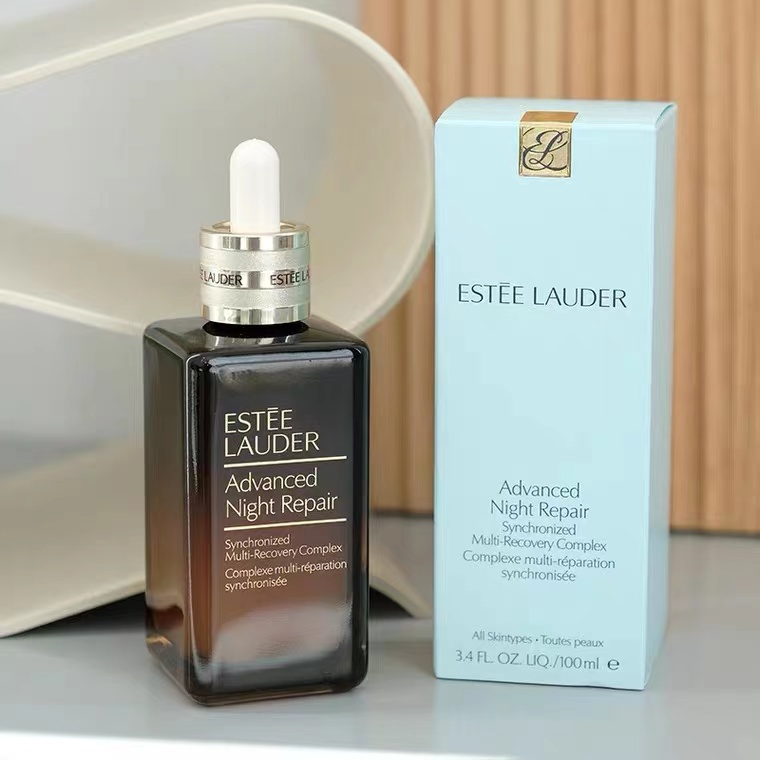 E LAUDER ESTĒE LA
ESTĒE
LAUDER
Advanced
Night Repair
Synchronized
Multi-Recovery Complex
Complexe multi-réparation
synchronisée
EL
ESTĒE LAUDER
Advanced
Night Repair
Synchronized
Multi-Recovery Complex
Complexe multi-réparation
synchronisée
All Skintypes • Toutes peaux
3.4 FL. OZ. LIQ./100 ml ℮